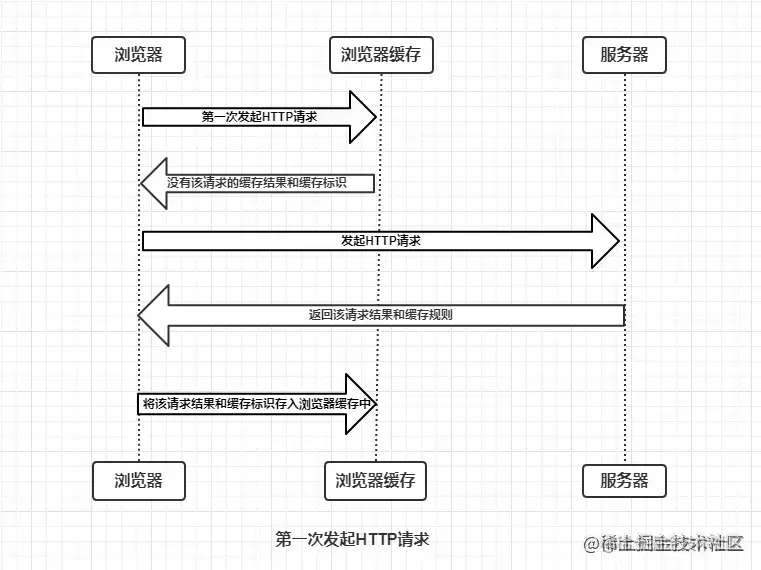 浏览器
浏览器缓存
服务器
第一次发起HTTP请求
没有该请求的缓存结果和缓存标识
发起HTTP请求
返回该请求结果和缓存规则
将该请求结果和缓存标识存入浏览器缓存中
浏览器
浏览器缓存
服务器
第一次发起HTTP请求
@稀土掘金技术社区